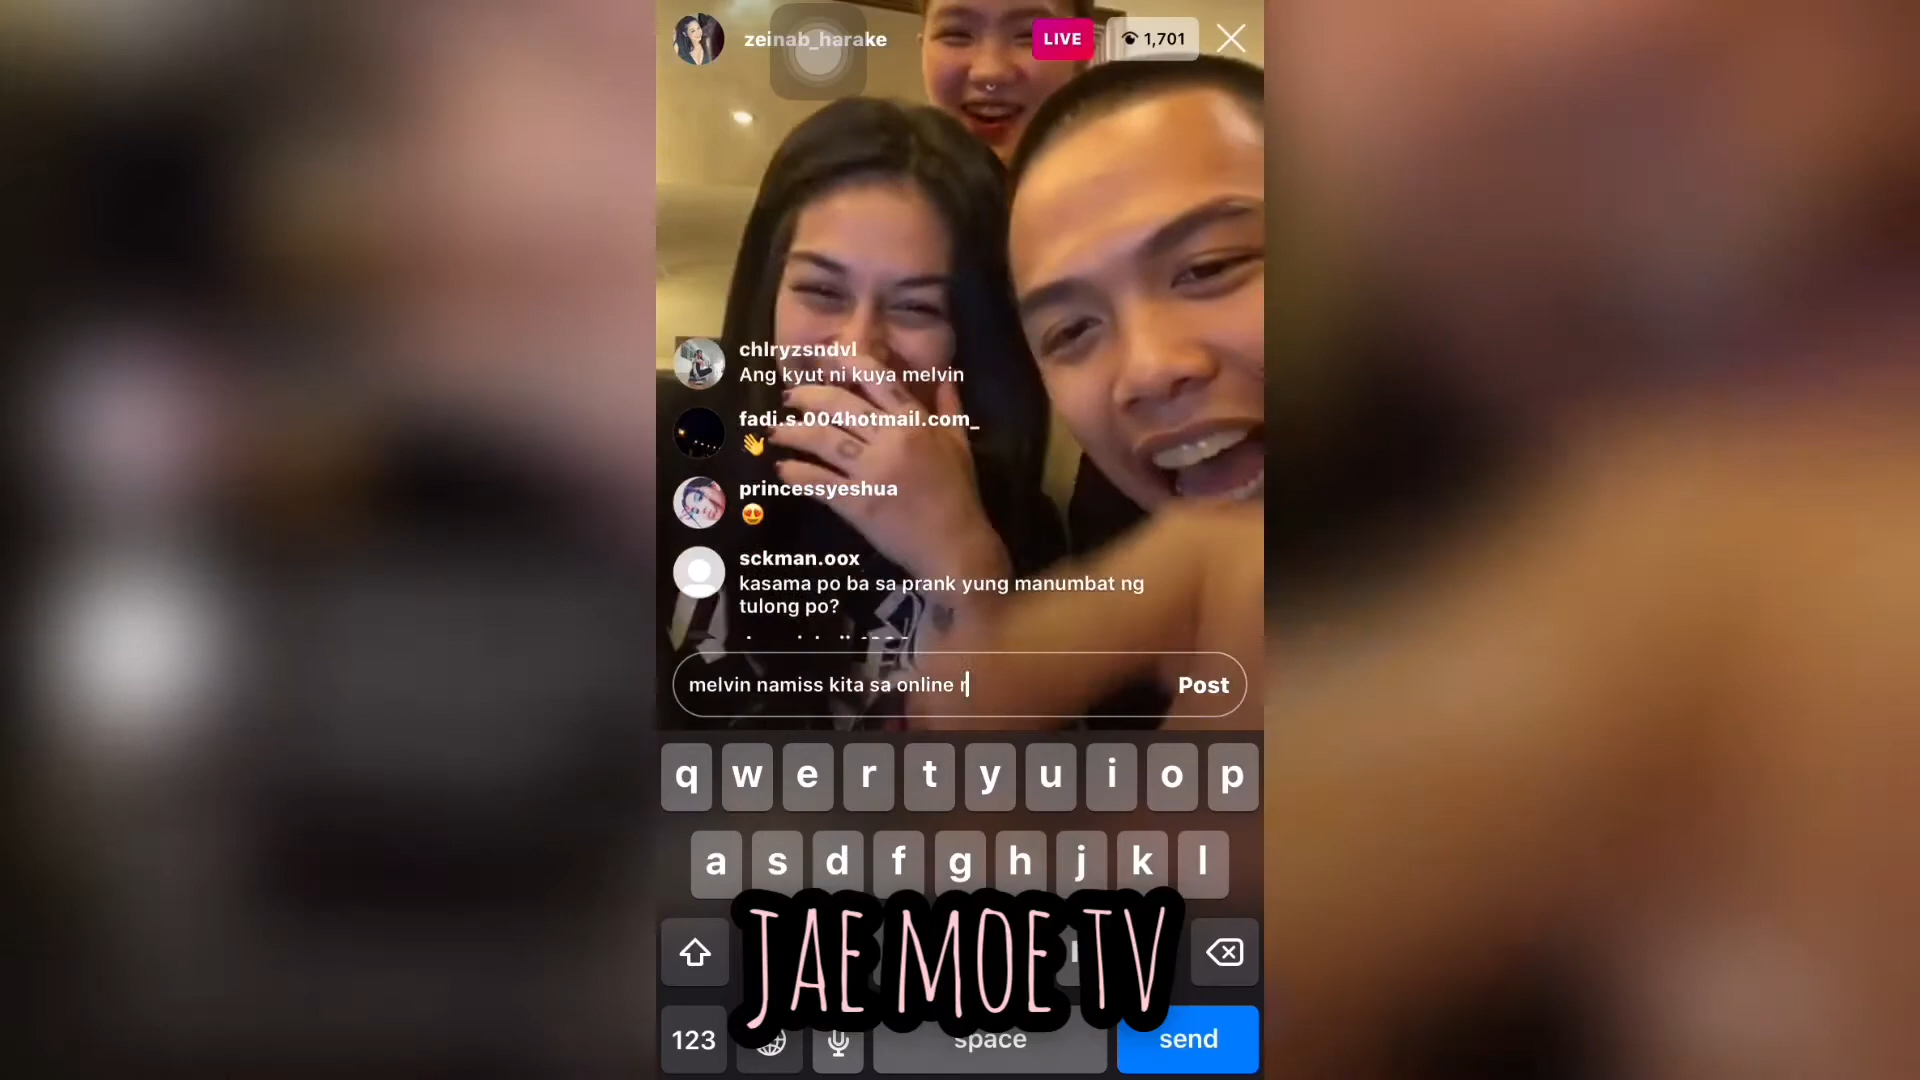 zeinab_harake
LIVE
1,701
chlryzsndvl
Ang kyut ni kuya melvin
fadi.s.004hotmail.com_
👋
princessyeshua
😍
sckman.oox
kasama po ba sa prank yung manumbat ng
tulong po?
melvin namiss kita sa online r
Post
q w e r t y u i o p
a s d f g h j k l
JAE MOE TV
123
space
send